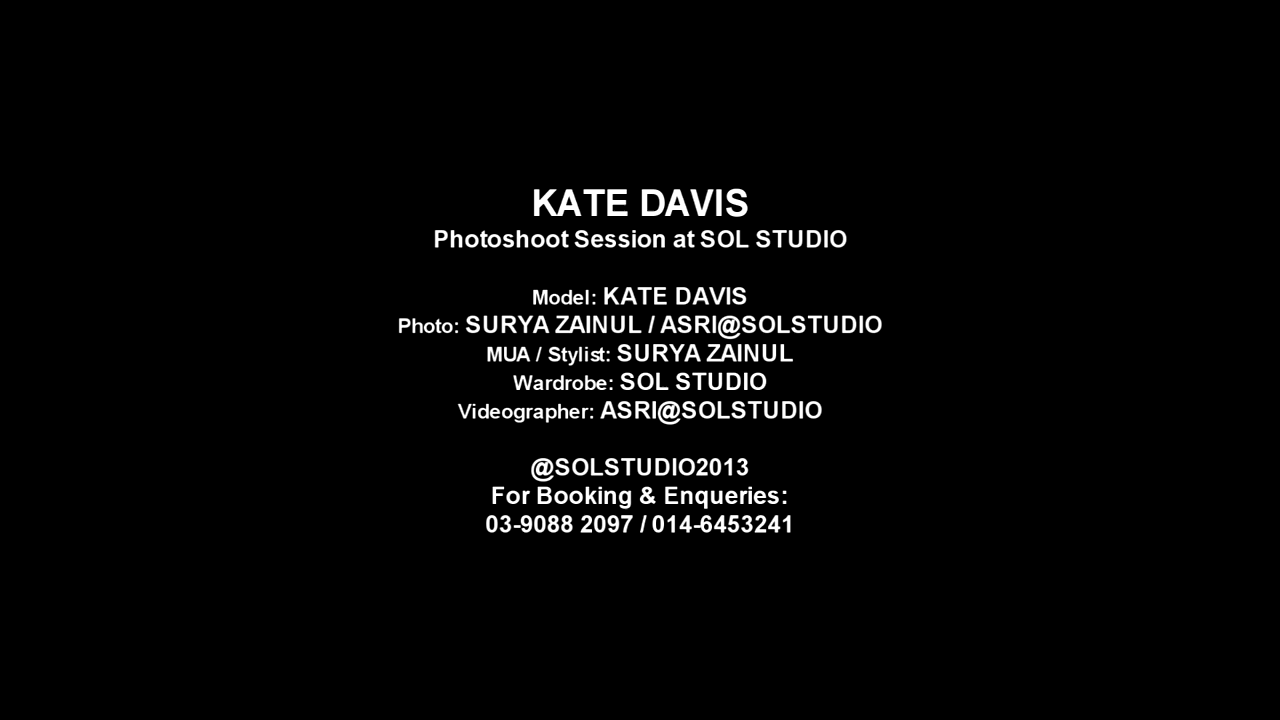 KATE DAVIS
Photoshoot Session at SOL STUDIO
Model: KATE DAVIS
Photo: SURYA ZAINUL / ASRI@SOLSTUDIO
MUA / Stylist: SURYA ZAINUL
Wardrobe: SOL STUDIO
Videographer: ASRI@SOLSTUDIO
@SOLSTUDIO2013
For Booking & Enqueries:
03-9088 2097 / 014-6453241